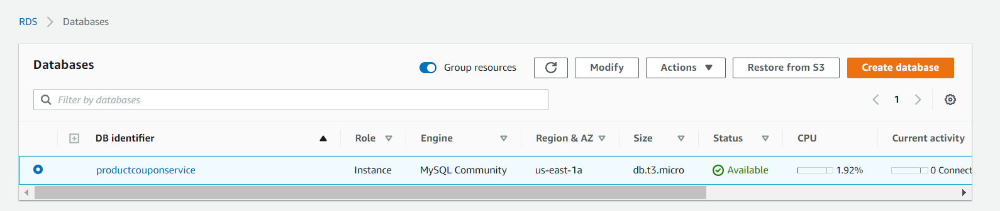 RDS Databases
Databases
Group resources
Modify
Actions
Restore from S3
Create database
Filter by databases
1
DB identifier Role Engine Region & AZ Size Status CPU Current activity
productcouponservice Instance MySQL Community us-east-1a db.t3.micro Available 1.92% 0 Connect